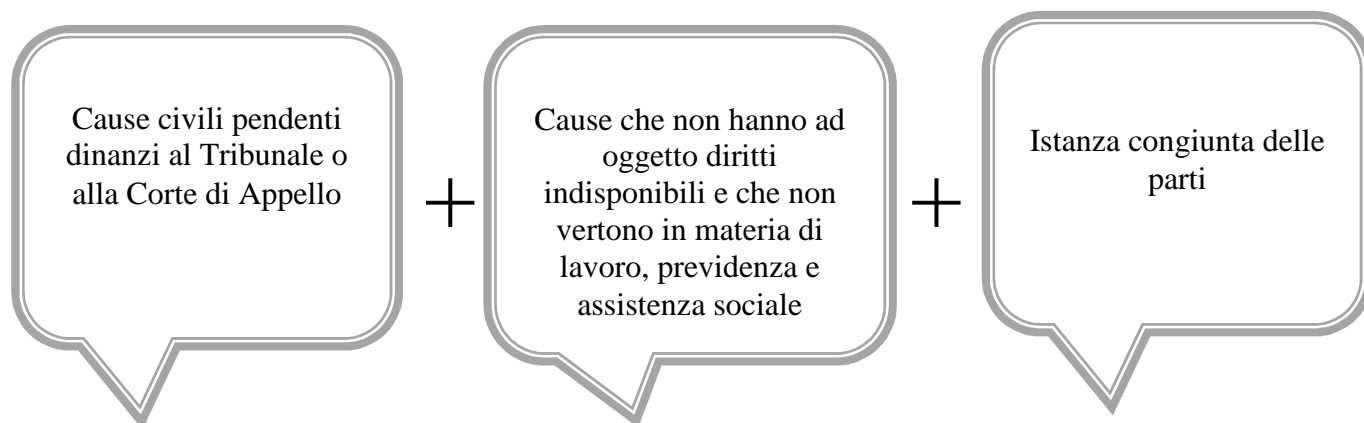 Cause civili pendenti
dinanzi al Tribunale o
alla Corte di Appello
+
Cause che non hanno ad
oggetto diritti
indisponibili e che non
vertono in materia di
lavoro, previdenza e
assistenza sociale
+
Istanza congiunta delle
parti